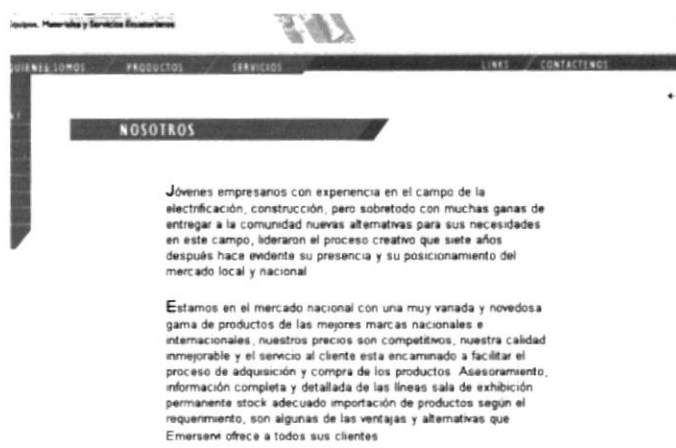 Equipos, Materiales y Servicios Ecuatorianos
QUIENES SOMOS PRODUCTOS SERVICIOS LINKS CONTACTENOS
NOSOTROS
Jóvenes empresarios con experiencia en el campo de la
electrificación, construcción, pero sobretodo con muchas ganas de
entregar a la comunidad nuevas alternativas para sus necesidades
en este campo, lideraron el proceso creativo que siete años
después hace evidente su presencia y su posicionamiento del
mercado local y nacional
Estamos en el mercado nacional con una muy variada y novedosa
gama de productos de las mejores marcas nacionales e
internacionales, nuestros precios son competitivos, nuestra calidad
inmejorable y el servicio al cliente esta encaminado a facilitar el
proceso de adquisición y compra de los productos Asesoramiento,
información completa y detallada de las líneas sala de exhibición
permanente stock adecuado importación de productos según el
requerimiento, son algunas de las ventajas y alternativas que
Emerserv ofrece a todos sus clientes